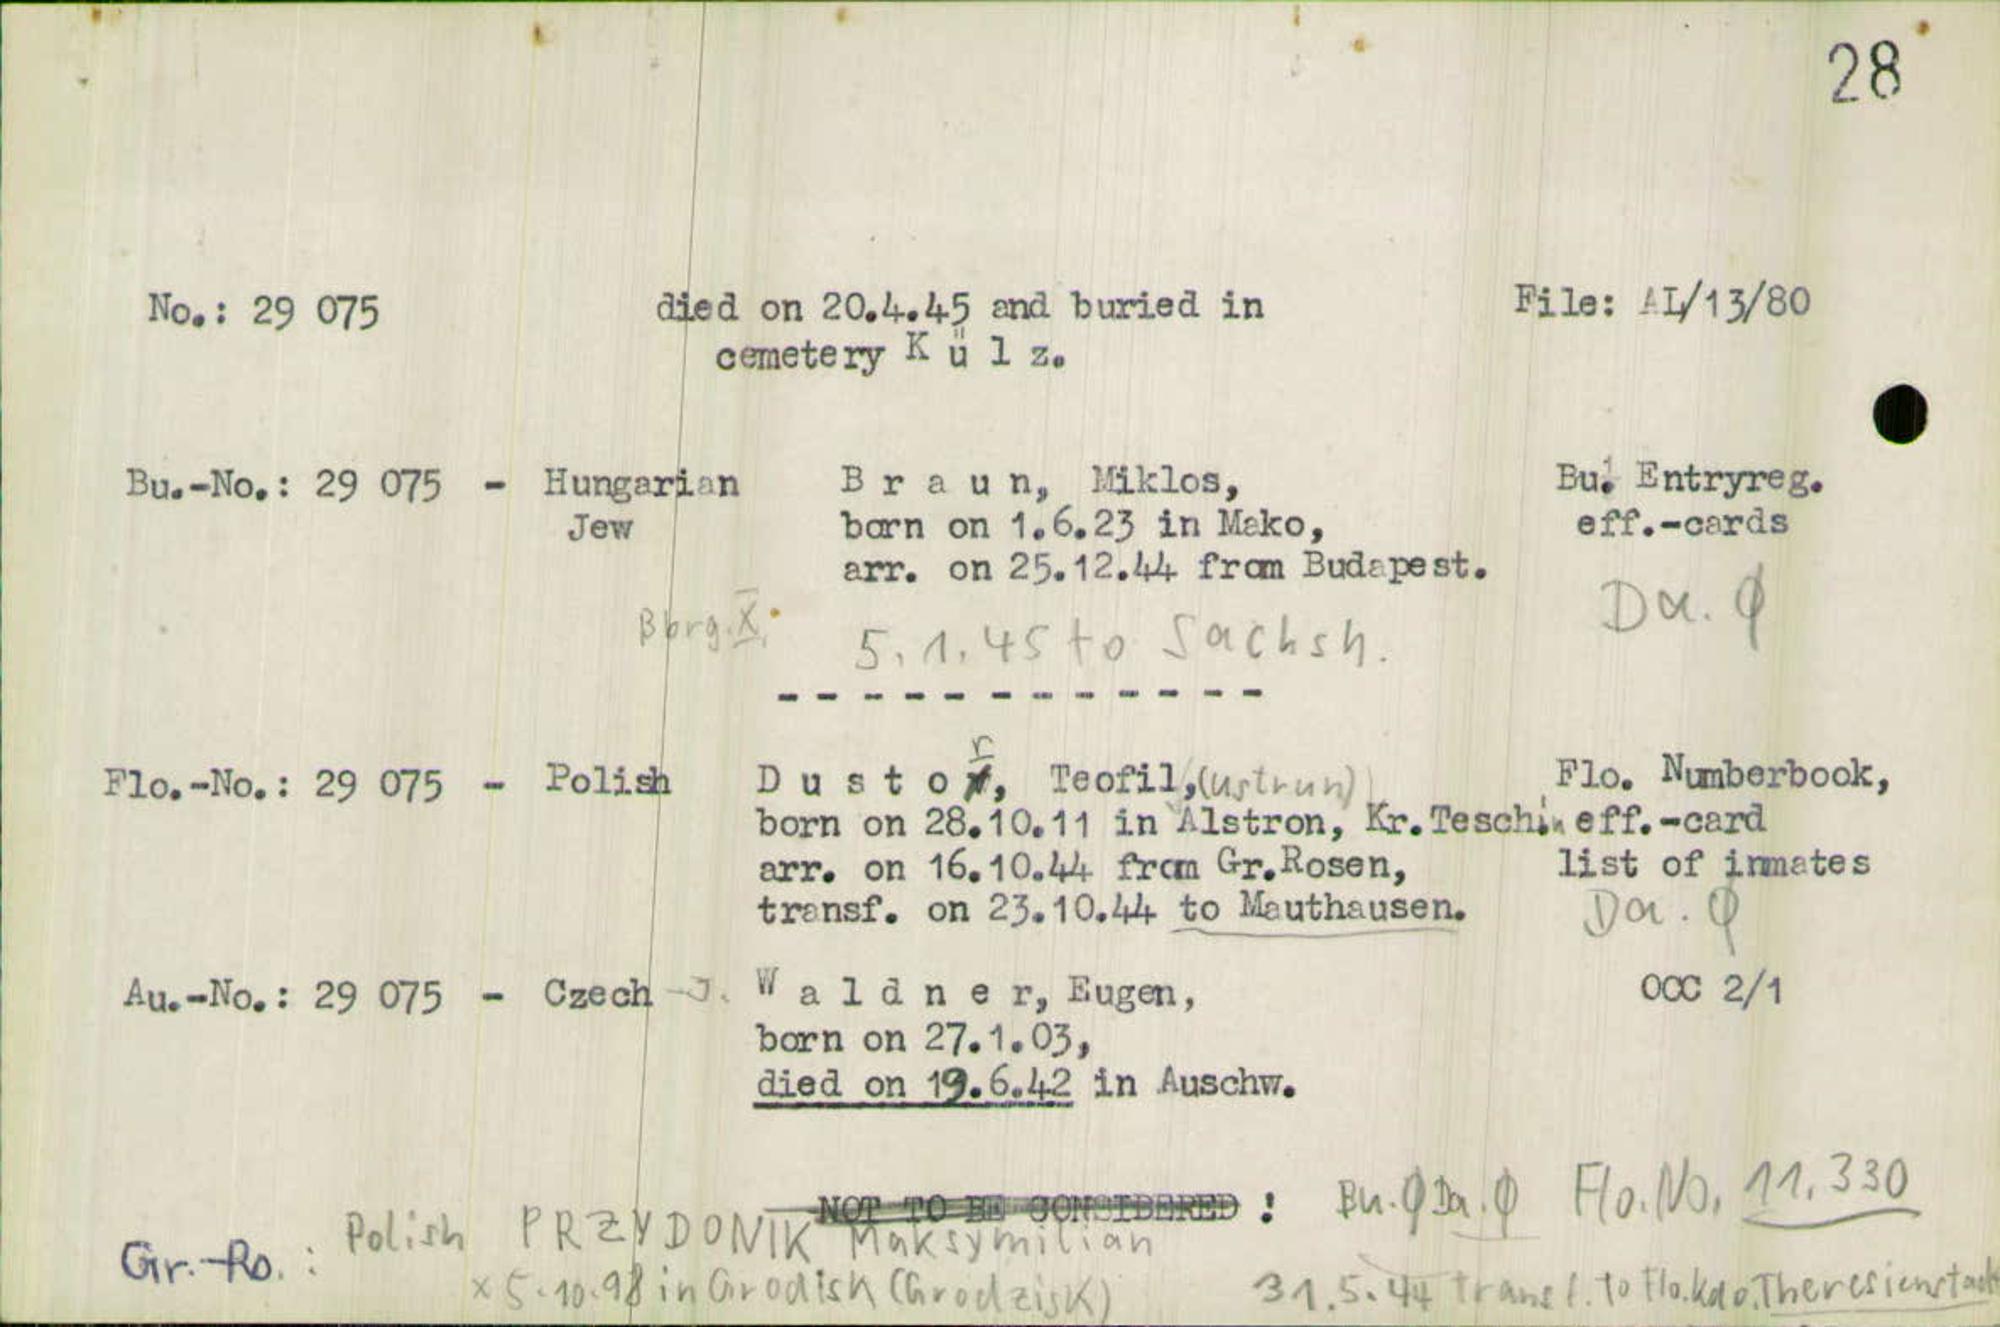 28
No.: 29 075 died on 20.4.45 and buried in File: AL/13/80
cemetery K ü l z.
Bu.-No.: 29 075 - Hungarian B r a u n, Miklos, Bu. Entryreg.
Jew born on 1.6.23 in Mako, eff.-cards
arr. on 25.12.44 from Budapest.
Bbrg. X. 5.1.45 to Sachsh. Da. Ø
- - - - - - - - - - - -
r
Flo.-No.: 29 075 - Polish D u s t o, Teofil, (Ustrun) Flo. Numberbook,
born on 28.10.11 in Alstron, Kr. Teschin eff.-card
arr. on 16.10.44 from Gr.Rosen, list of inmates
transf. on 23.10.44 to Mauthausen. Da. Ø
Au.-No.: 29 075 - Czech -J. W a l d n e r, Eugen, OCC 2/1
born on 27.1.03,
died on 19.6.42 in Auschw.
NOT TO BE CONSIDERED ! Bu. Ø Da. Ø Flo.No. 11.330
Gr.-Ro. : Polish PRZYDONIK Maksymilian
x 5.10.98 in Grodisk (Grodzisk) 31.5.44 transf. to Flo.Kdo. Theresienstadt